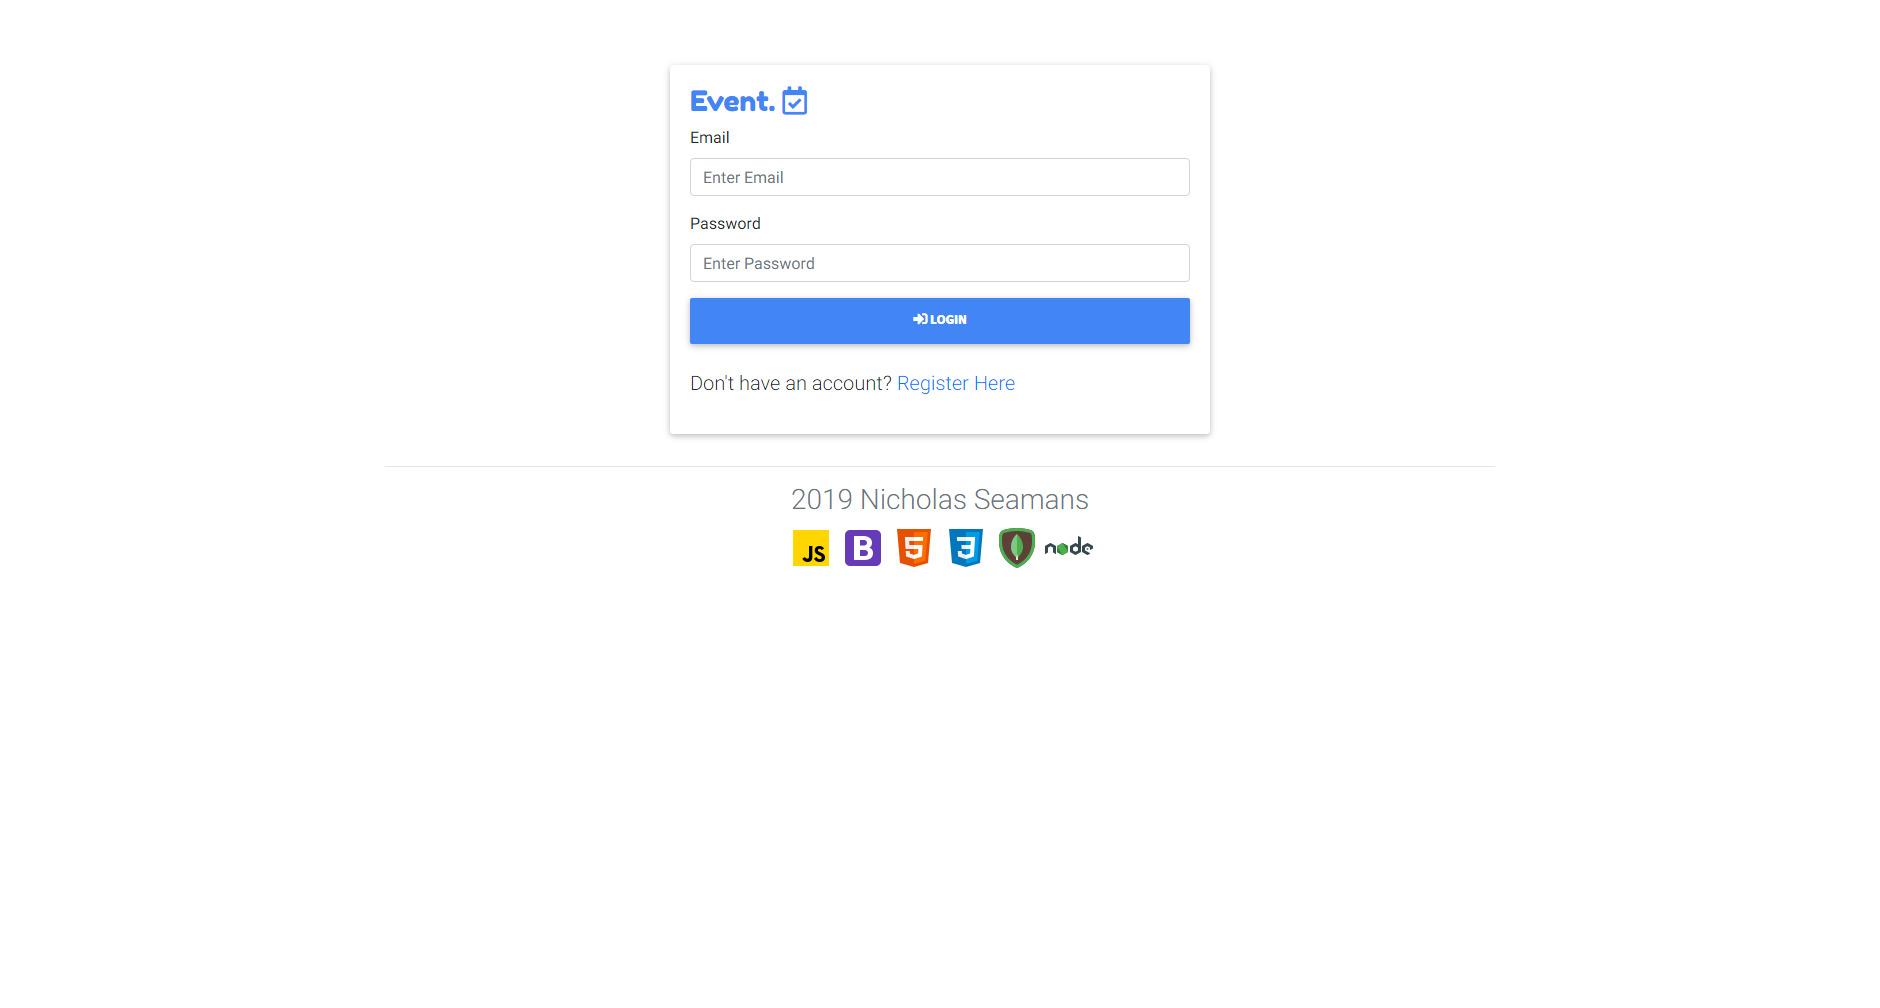 Event.
Email
Enter Email
Password
Enter Password
LOGIN
Don't have an account? Register Here
2019 Nicholas Seamans
JS B 5 3 node